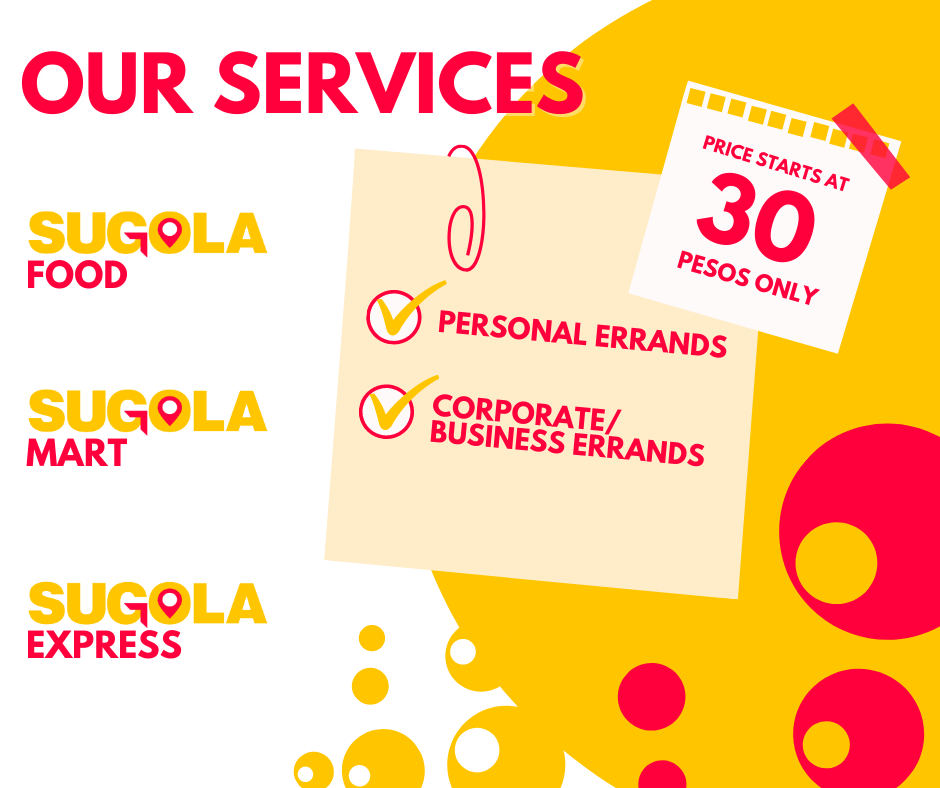 OUR SERVICES
SUGOLA
FOOD
SUGOLA
MART
SUGOLA
EXPRESS
PERSONAL ERRANDS
CORPORATE/
BUSINESS ERRANDS
PRICE STARTS AT
30
PESOS ONLY